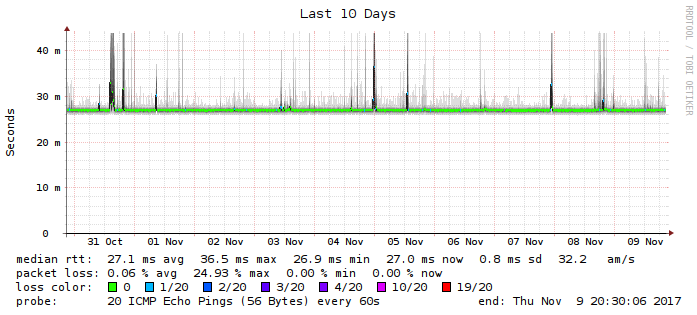 Last 10 Days
RRDTOOL / TOBI OETIKER
Seconds
40 m
30 m
20 m
10 m
0
31 Oct 01 Nov 02 Nov 03 Nov 04 Nov 05 Nov 06 Nov 07 Nov 08 Nov 09 Nov
median rtt: 27.1 ms avg 36.5 ms max 26.9 ms min 27.0 ms now 0.8 ms sd 32.2 am/s
packet loss: 0.06 % avg 24.93 % max 0.00 % min 0.00 % now
loss color: 0 1/20 2/20 3/20 4/20 10/20 19/20
probe: 20 ICMP Echo Pings (56 Bytes) every 60s end: Thu Nov 9 20:30:06 2017